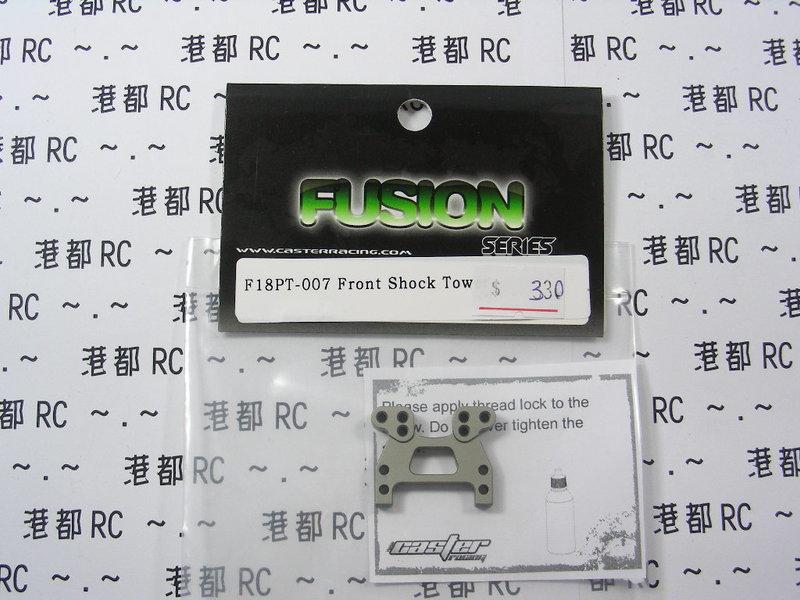 港都 RC ~ . ~
FUSION
SERIES
www.casterracing.com
F18PT-007 Front Shock Tow
$ 330
Please apply thread lock to the
Do
tighten the
caster
racing